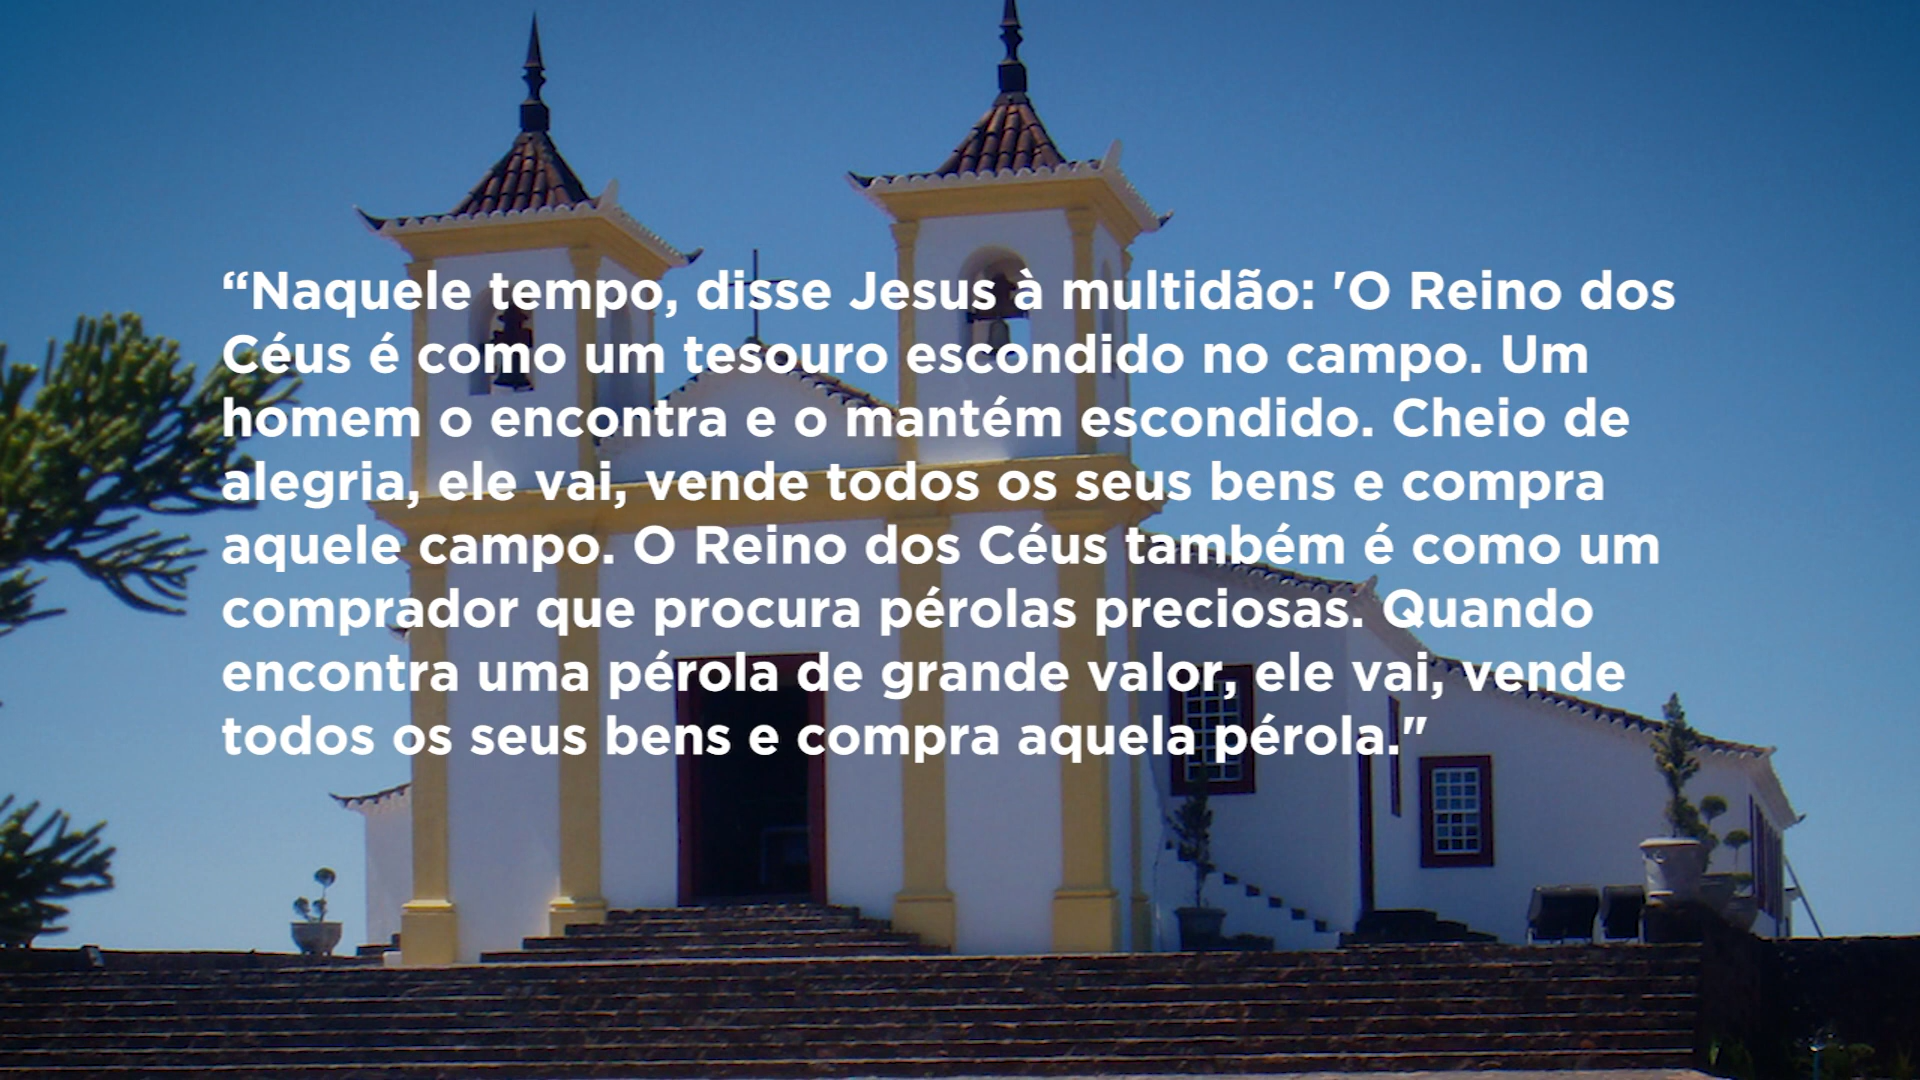 “Naquele tempo, disse Jesus à multidão: 'O Reino dos
Céus é como um tesouro escondido no campo. Um
homem o encontra e o mantém escondido. Cheio de
alegria, ele vai, vende todos os seus bens e compra
aquele campo. O Reino dos Céus também é como um
comprador que procura pérolas preciosas. Quando
encontra uma pérola de grande valor, ele vai, vende
todos os seus bens e compra aquela pérola."